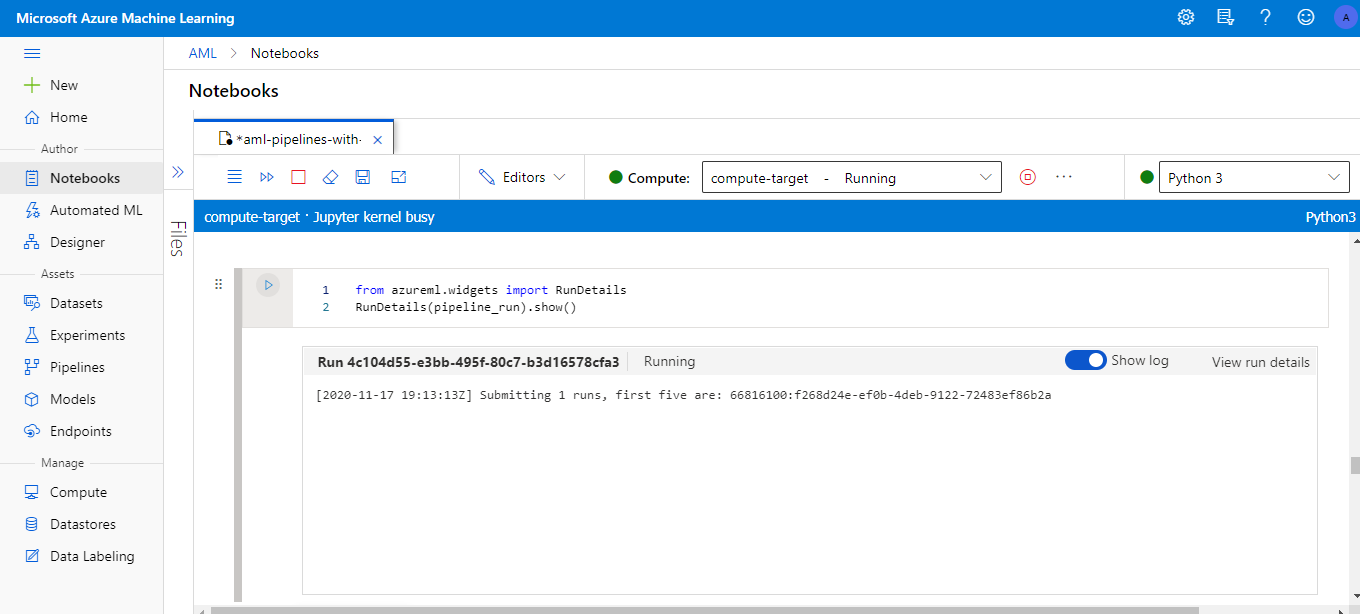 Microsoft Azure Machine Learning
A
AML > Notebooks
New
Home
Author
Notebooks
Automated ML
Designer
Assets
Datasets
Experiments
Pipelines
Models
Endpoints
Manage
Compute
Datastores
Data Labeling
Files
Notebooks
*aml-pipelines-with-
Editors
Compute: compute-target - Running
Python 3
compute-target · Jupyter kernel busy Python3
1 from azureml.widgets import RunDetails
2 RunDetails(pipeline_run).show()
Run 4c104d55-e3bb-495f-80c7-b3d16578cfa3 Running Show log View run details
[2020-11-17 19:13:13Z] Submitting 1 runs, first five are: 66816100:f268d24e-ef0b-4deb-9122-72483ef86b2a